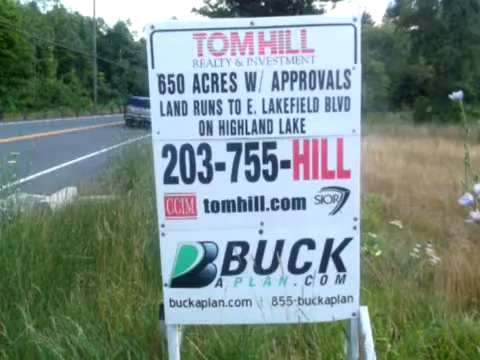 TOM HILL
REALTY & INVESTMENT
650 ACRES W/ APPROVALS
LAND RUNS TO E. LAKEFIELD BLVD
ON HIGHLAND LAKE
203-755-HILL
CCIM tomhill.com SIOR
B BUCK
APLAN.COM
buckaplan.com 855-buckaplan